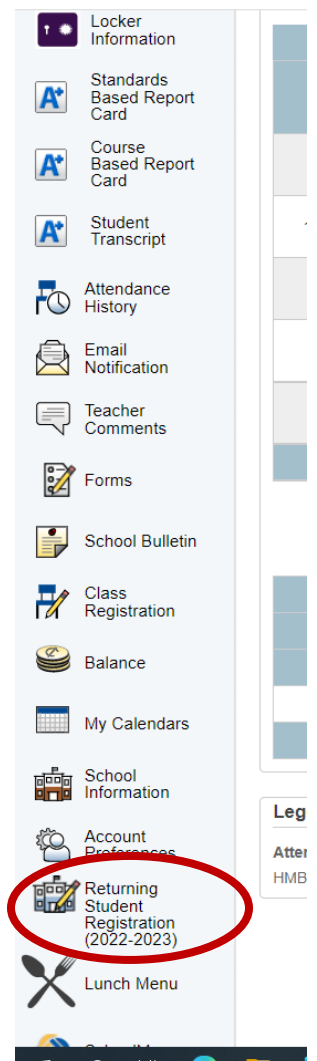 Locker
Information
Standards
Based Report
Card
Course
Based Report
Card
Student
Transcript
Attendance
History
Email
Notification
Teacher
Comments
Forms
School Bulletin
Class
Registration
Balance
My Calendars
School
Information
Account
Preferences
Returning
Student
Registration
(2022-2023)
Lunch Menu
Leg
Atter
HMB